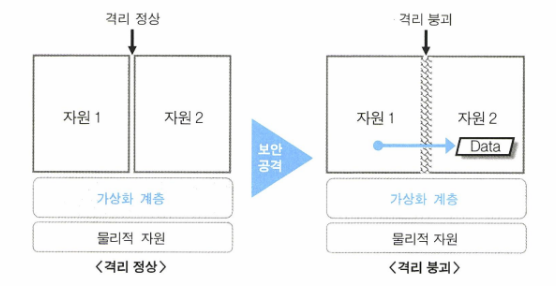 격리 정상
격리 붕괴
자원 1
자원 2
보안
공격
자원 1
자원 2
Data
가상화 계층
가상화 계층
물리적 자원
물리적 자원
<격리 정상>
<격리 붕괴>